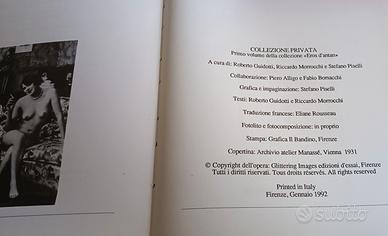 COLLEZIONE PRIVATA
Primo volume della collezione «Eros d'antan»
A cura di: Roberto Guidotti, Riccardo Morrocchi e Stefano Piselli
Collaborazione: Piero Alligo e Fabio Bornacchi
Grafica e impaginazione: Stefano Piselli
Testi: Roberto Guidotti e Riccardo Morrocchi
Traduzione francese: Eliane Rousseau
Fotolito e fotocomposizione: in proprio
Stampa: Grafica Il Bandino, Firenze
Copertina: Archivio atelier Manassé, Vienna 1931
© Copyright dell'opera: Glittering Images edizioni d'essai, Firenze
Tutti i diritti riservati. Tous droits réservés. All rights reserved
Printed in Italy
Firenze, Gennaio 1992
subito